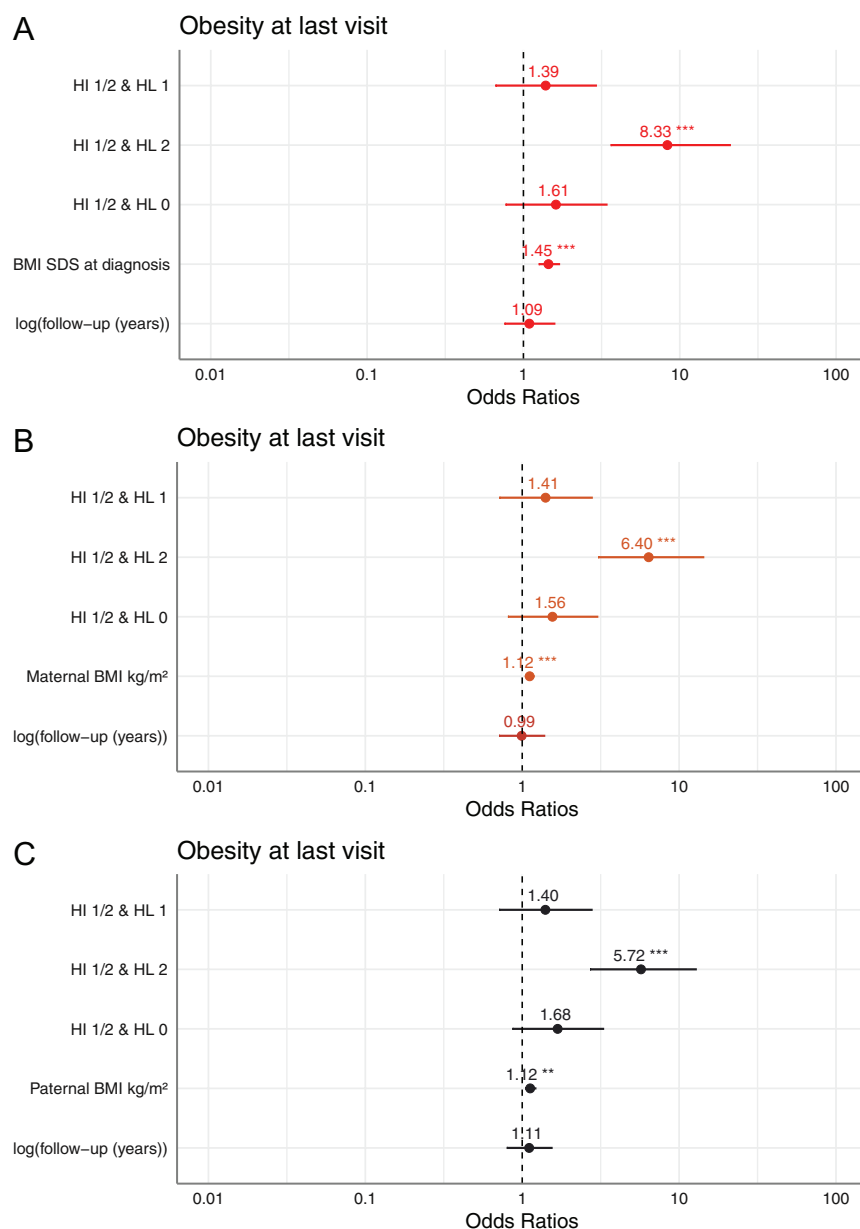 A
Obesity at last visit
HI 1/2 & HL 1
1.39
HI 1/2 & HL 2
8.33 ***
HI 1/2 & HL 0
1.61
BMI SDS at diagnosis
1.45 ***
log(follow−up (years))
1.09
0.01 0.1 1 10 100
Odds Ratios
B
Obesity at last visit
HI 1/2 & HL 1
1.41
HI 1/2 & HL 2
6.40 ***
HI 1/2 & HL 0
1.56
Maternal BMI kg/m²
1.12 ***
log(follow−up (years))
0.99
0.01 0.1 1 10 100
Odds Ratios
C
Obesity at last visit
HI 1/2 & HL 1
1.40
HI 1/2 & HL 2
5.72 ***
HI 1/2 & HL 0
1.68
Paternal BMI kg/m²
1.12 **
log(follow−up (years))
1.11
0.01 0.1 1 10 100
Odds Ratios